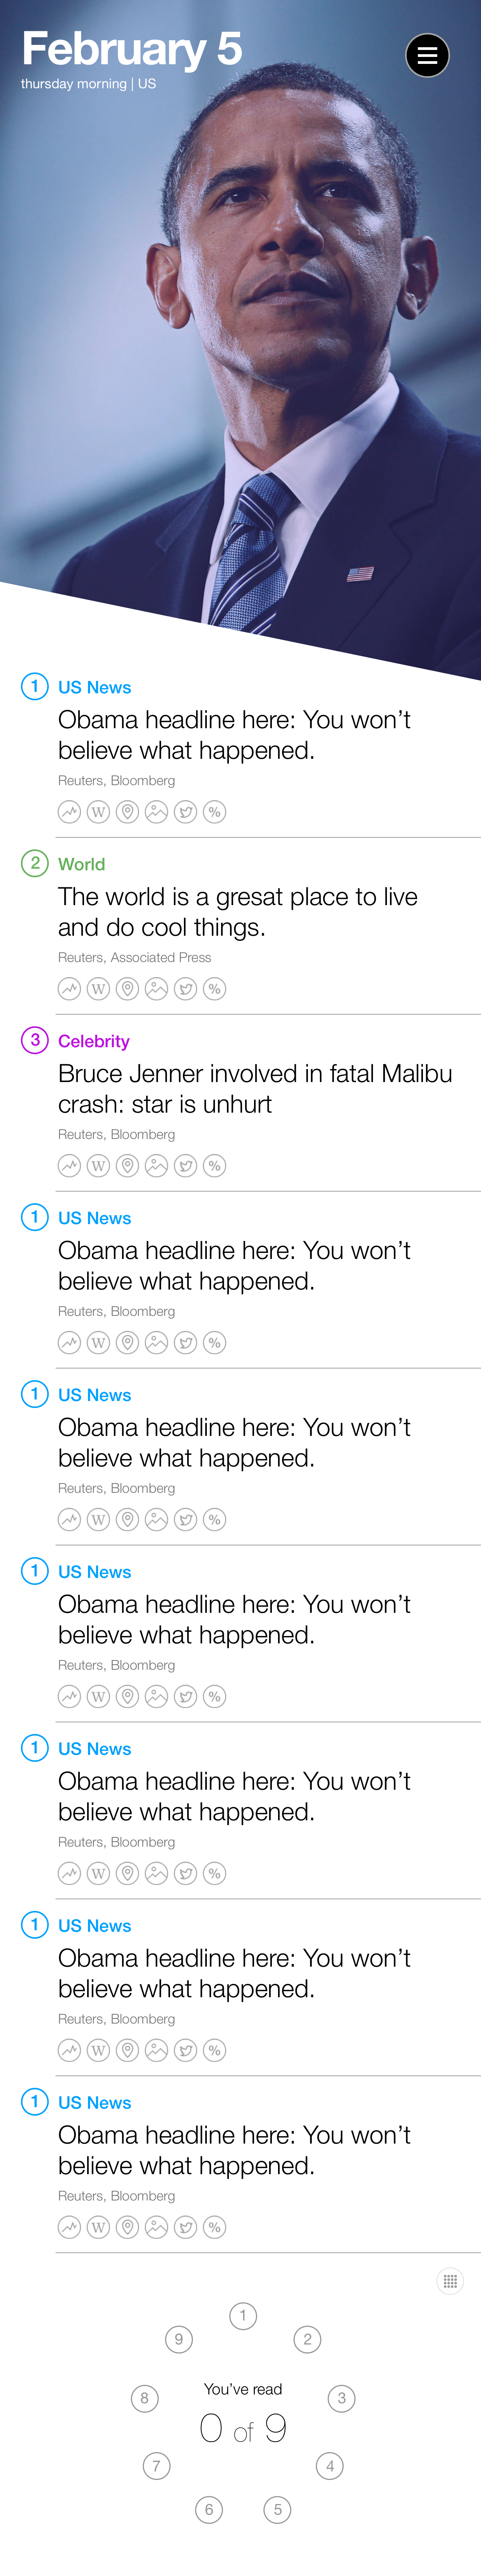 February 5
thursday morning | US
1 US News
Obama headline here: You won’t
believe what happened.
Reuters, Bloomberg
W %
2 World
The world is a gresat place to live
and do cool things.
Reuters, Associated Press
W %
3 Celebrity
Bruce Jenner involved in fatal Malibu
crash: star is unhurt
Reuters, Bloomberg
W %
1 US News
Obama headline here: You won’t
believe what happened.
Reuters, Bloomberg
W %
1 US News
Obama headline here: You won’t
believe what happened.
Reuters, Bloomberg
W %
1 US News
Obama headline here: You won’t
believe what happened.
Reuters, Bloomberg
W %
1 US News
Obama headline here: You won’t
believe what happened.
Reuters, Bloomberg
W %
1 US News
Obama headline here: You won’t
believe what happened.
Reuters, Bloomberg
W %
1 US News
Obama headline here: You won’t
believe what happened.
Reuters, Bloomberg
W %
1
9 2
You’ve read
8 3
0 of 9
7 4
6 5